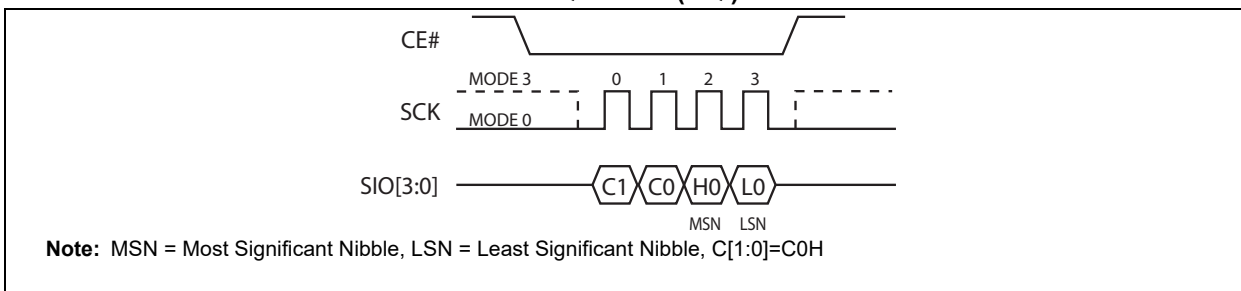 CE#
MODE 3 0 1 2 3
SCK
MODE 0
SIO[3:0] C1 C0 H0 L0
MSN LSN
Note: MSN = Most Significant Nibble, LSN = Least Significant Nibble, C[1:0]=C0H